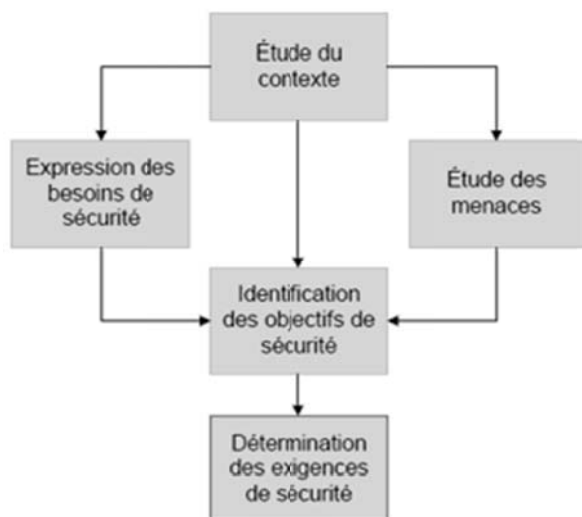 Étude du
contexte
Expression des
besoins de
sécurité
Étude des
menaces
Identification
des objectifs de
sécurité
Détermination
des exigences
de sécurité